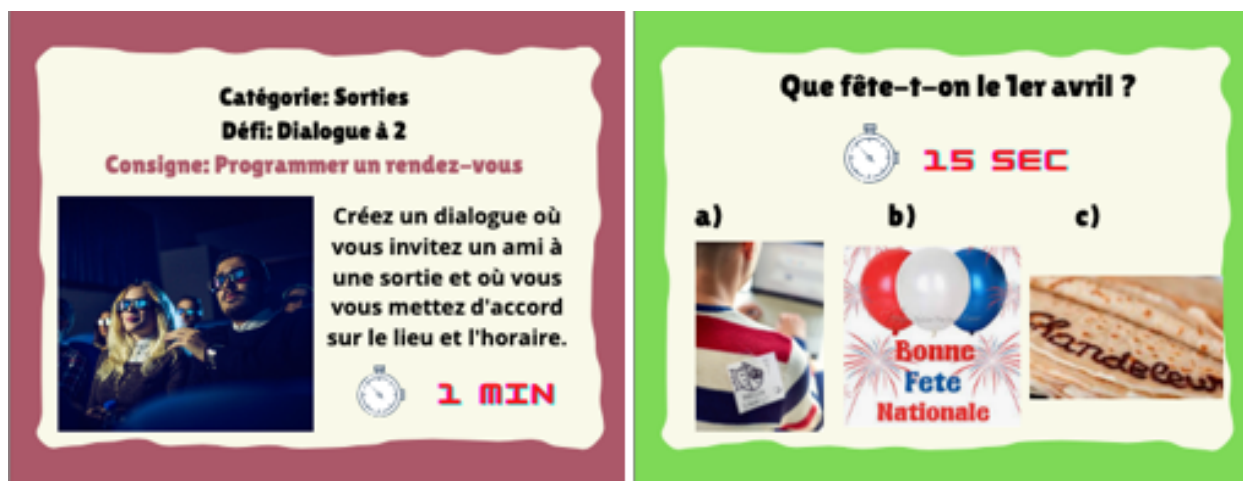 Catégorie: Sorties
Défi: Dialogue à 2
Consigne: Programmer un rendez-vous
Créez un dialogue où
vous invitez un ami à
une sortie et où vous
vous mettez d'accord
sur le lieu et l'horaire.
1 MIN
Que fête-t-on le 1er avril ?
15 SEC
a)
b)
c)
Bonne
Fete
Nationale
Chandeleur